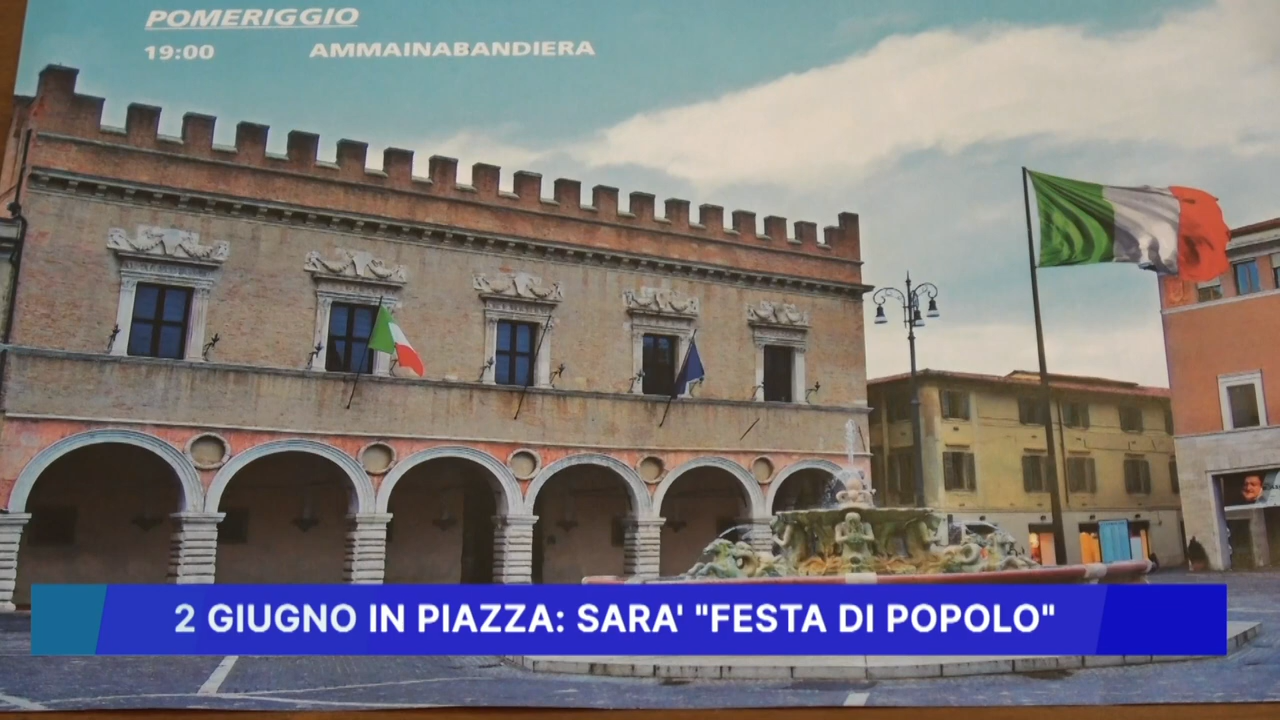 POMERIGGIO
19:00 AMMAINABANDIERA
2 GIUGNO IN PIAZZA: SARA' "FESTA DI POPOLO"